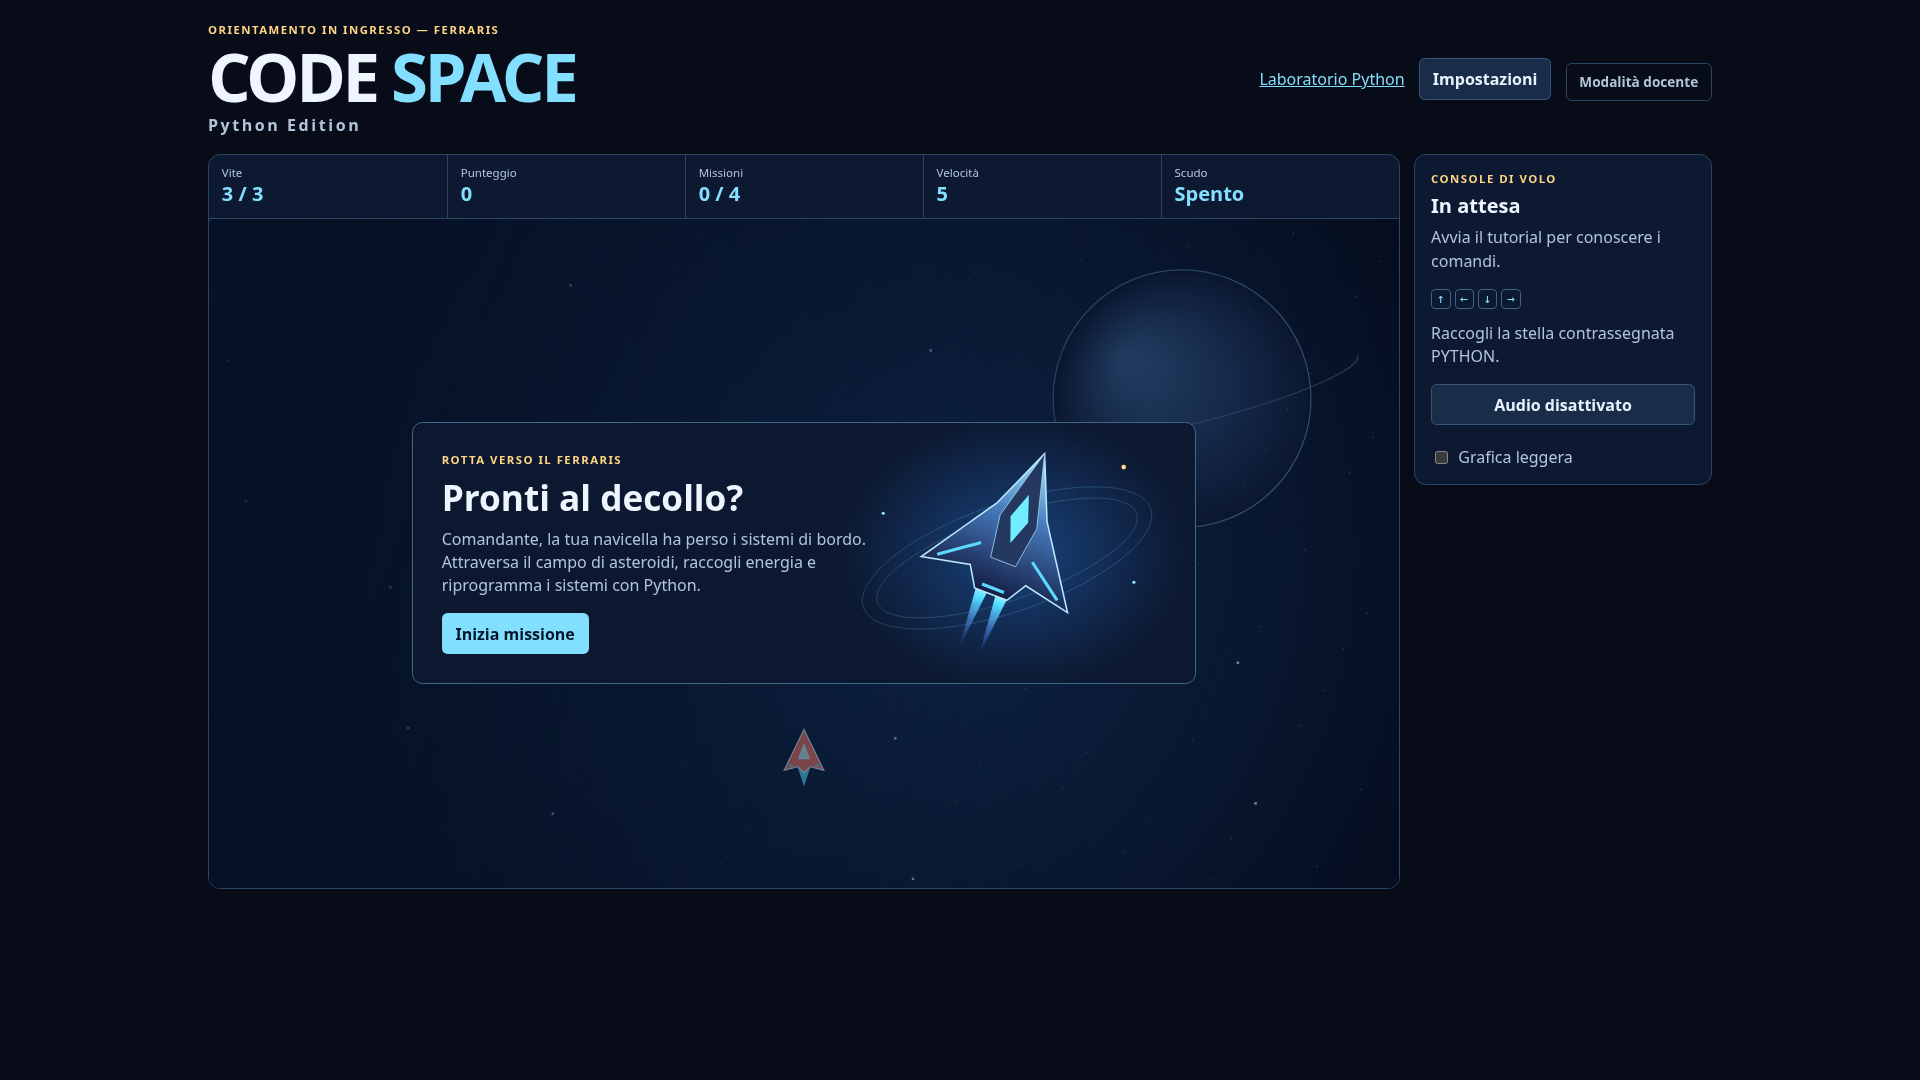 ORIENTAMENTO IN INGRESSO — FERRARIS
CODE SPACE
Python Edition
Laboratorio Python
Impostazioni
Modalità docente
Vite
3 / 3
Punteggio
0
Missioni
0 / 4
Velocità
5
Scudo
Spento
ROTTA VERSO IL FERRARIS
Pronti al decollo?
Comandante, la tua navicella ha perso i sistemi di bordo.
Attraversa il campo di asteroidi, raccogli energia e
riprogramma i sistemi con Python.
Inizia missione
CONSOLE DI VOLO
In attesa
Avvia il tutorial per conoscere i
comandi.
↑ ← ↓ →
Raccogli la stella contrassegnata
PYTHON.
Audio disattivato
Grafica leggera